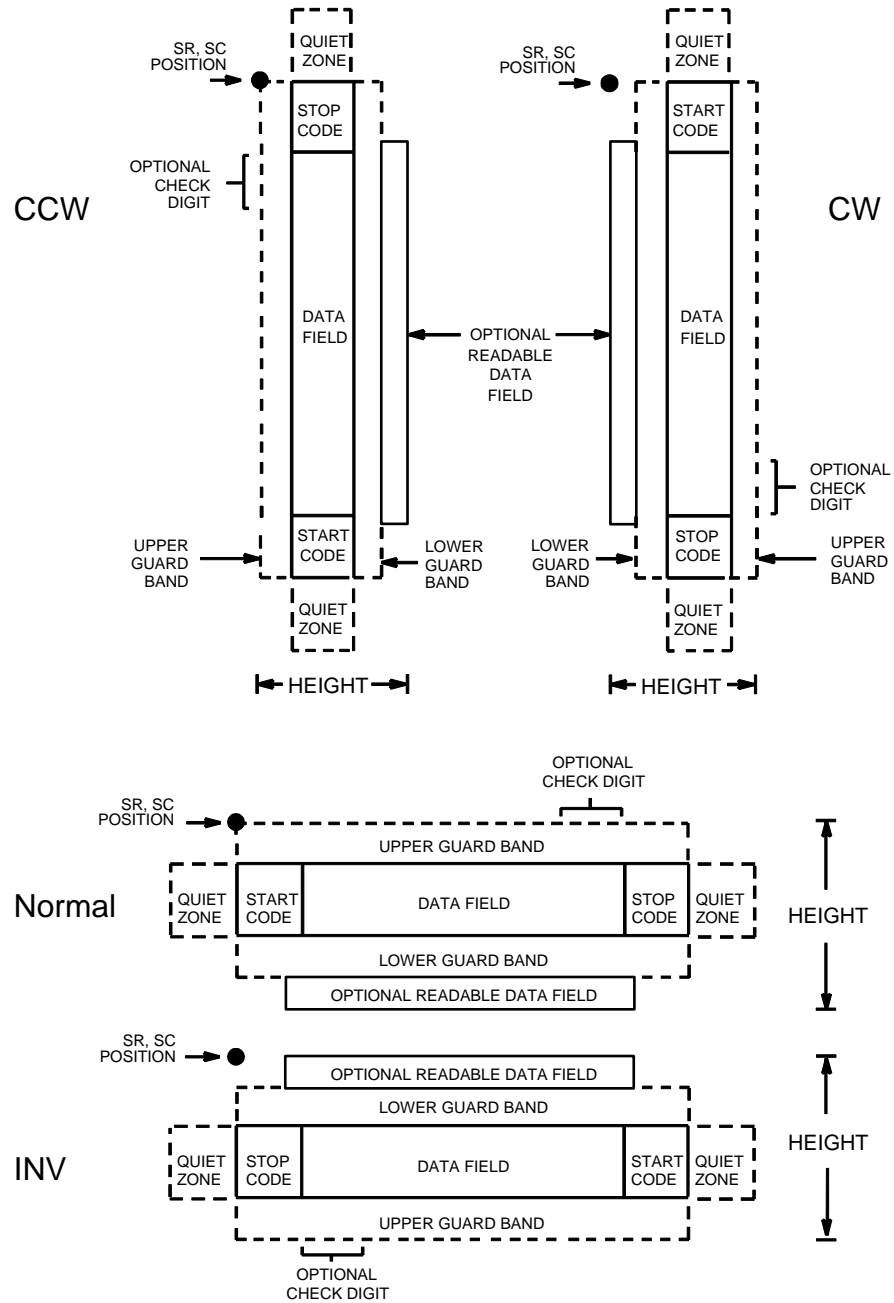 QUIET
ZONE
SR, SC
POSITION
STOP
CODE
OPTIONAL
CHECK
DIGIT
CCW
DATA
FIELD
START
CODE
UPPER
GUARD
BAND
LOWER
GUARD
BAND
QUIET
ZONE
HEIGHT
OPTIONAL
READABLE
DATA
FIELD
QUIET
ZONE
SR, SC
POSITION
START
CODE
CW
DATA
FIELD
OPTIONAL
CHECK
DIGIT
STOP
CODE
LOWER
GUARD
BAND
UPPER
GUARD
BAND
QUIET
ZONE
HEIGHT
OPTIONAL
CHECK DIGIT
SR, SC
POSITION
UPPER GUARD BAND
Normal
QUIET
ZONE
START
CODE
DATA FIELD
STOP
CODE
QUIET
ZONE
HEIGHT
LOWER GUARD BAND
OPTIONAL READABLE DATA FIELD
SR, SC
POSITION
OPTIONAL READABLE DATA FIELD
LOWER GUARD BAND
INV
QUIET
ZONE
STOP
CODE
DATA FIELD
START
CODE
QUIET
ZONE
HEIGHT
UPPER GUARD BAND
OPTIONAL
CHECK DIGIT